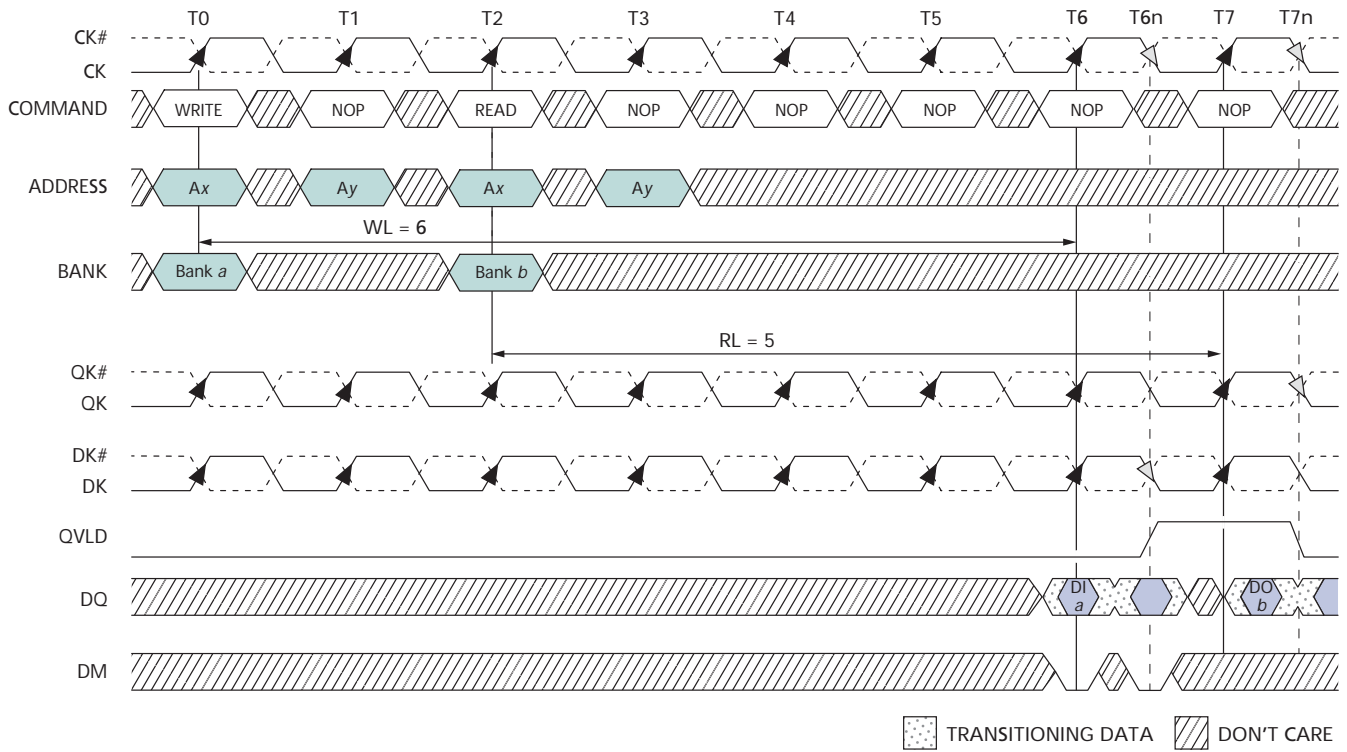 T0 T1 T2 T3 T4 T5 T6 T6n T7 T7n
CK#
CK
COMMAND WRITE NOP READ NOP NOP NOP NOP NOP
ADDRESS Ax Ay Ax Ay
WL = 6
BANK Bank a Bank b
RL = 5
QK#
QK
DK#
DK
QVLD
DQ DI a DO b
DM
TRANSITIONING DATA DON'T CARE